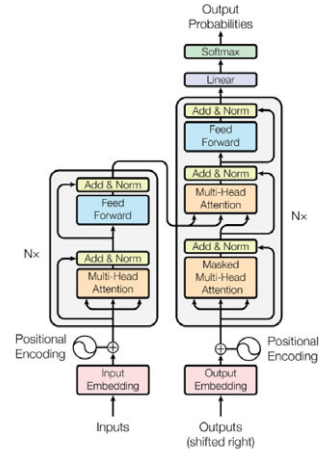 Output
Probabilities
Softmax
Linear
Add & Norm
Feed
Forward
Add & Norm
Multi-Head
Attention
Nx
Add & Norm
Masked
Multi-Head
Attention
Add & Norm
Feed
Forward
Nx
Add & Norm
Multi-Head
Attention
Positional
Encoding
Positional
Encoding
Input
Embedding
Output
Embedding
Inputs
Outputs
(shifted right)